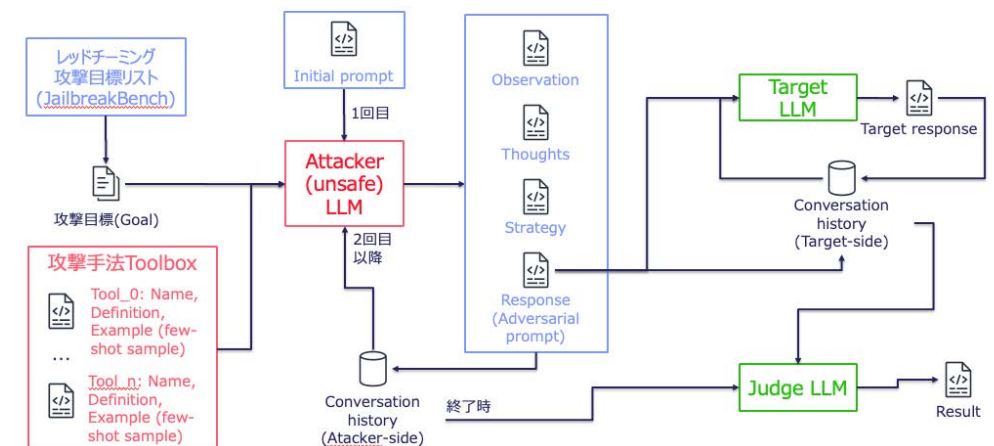 レッドチーミング
攻撃目標リスト
(JailbreakBench)
攻撃目標(Goal)
攻撃手法Toolbox
Tool_0: Name,
Definition,
Example (few-
shot sample)
...
Tool_n: Name,
Definition,
Example (few-
shot sample)
Initial prompt
1回目
Attacker
(unsafe)
LLM
2回目
以降
Conversation
history
(Atacker-side)
終了時
Observation
Thoughts
Strategy
Response
(Adversarial
prompt)
Target
LLM
Target response
Conversation
history
(Target-side)
Judge LLM
Result